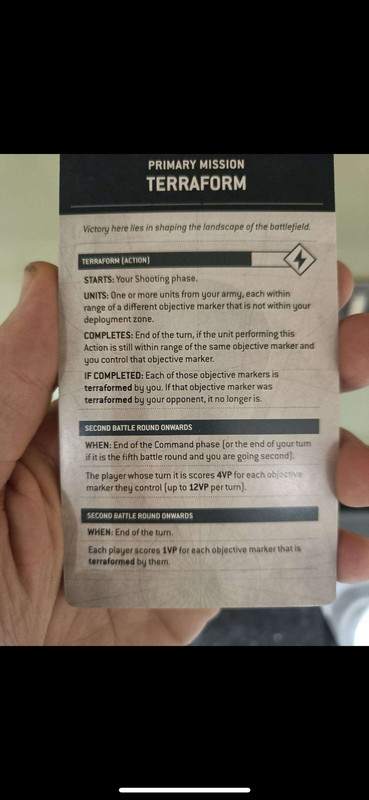 PRIMARY MISSION
TERRAFORM
Victory here lies in shaping the landscape of the battlefield.
TERRAFORM (ACTION)
STARTS: Your Shooting phase.
UNITS: One or more units from your army, each within
range of a different objective marker that is not within your
deployment zone.
COMPLETES: End of the turn, if the unit performing this
Action is still within range of the same objective marker and
you control that objective marker.
IF COMPLETED: Each of those objective markers is
terraformed by you. If that objective marker was
terraformed by your opponent, it no longer is.
SECOND BATTLE ROUND ONWARDS
WHEN: End of the Command phase (or the end of your turn
if it is the fifth battle round and you are going second).
The player whose turn it is scores 4VP for each objective
marker they control (up to 12VP per turn).
SECOND BATTLE ROUND ONWARDS
WHEN: End of the turn.
Each player scores 1VP for each objective marker that is
terraformed by them.